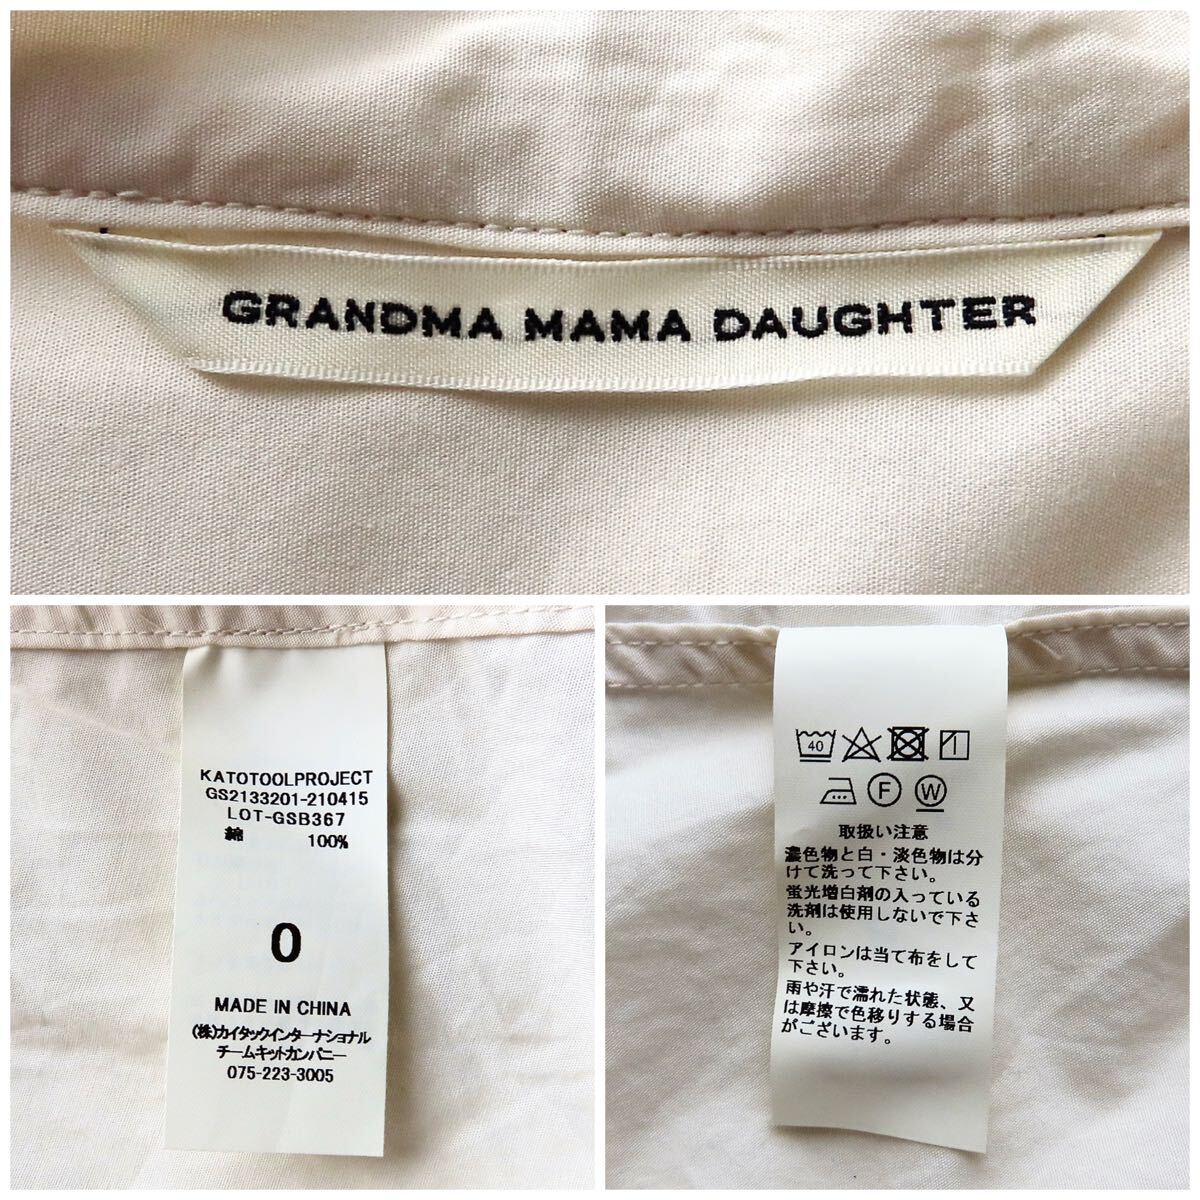 GRANDMA MAMA DAUGHTER
KATOTOOLPROJECT
GS2133201-210415
LOT-GSB367
綿 100%
0
MADE IN CHINA
(株)カイタックインターナショナル
チームキットカンパニー
075-223-3005
40
F W
取扱い注意
濃色物と白・淡色物は分
けて洗って下さい。
蛍光増白剤の入っている
洗剤は使用しないで下さ
い。
アイロンは当て布をして
下さい。
雨や汗で濡れた状態、又
は摩擦で色移りする場合
がございます。